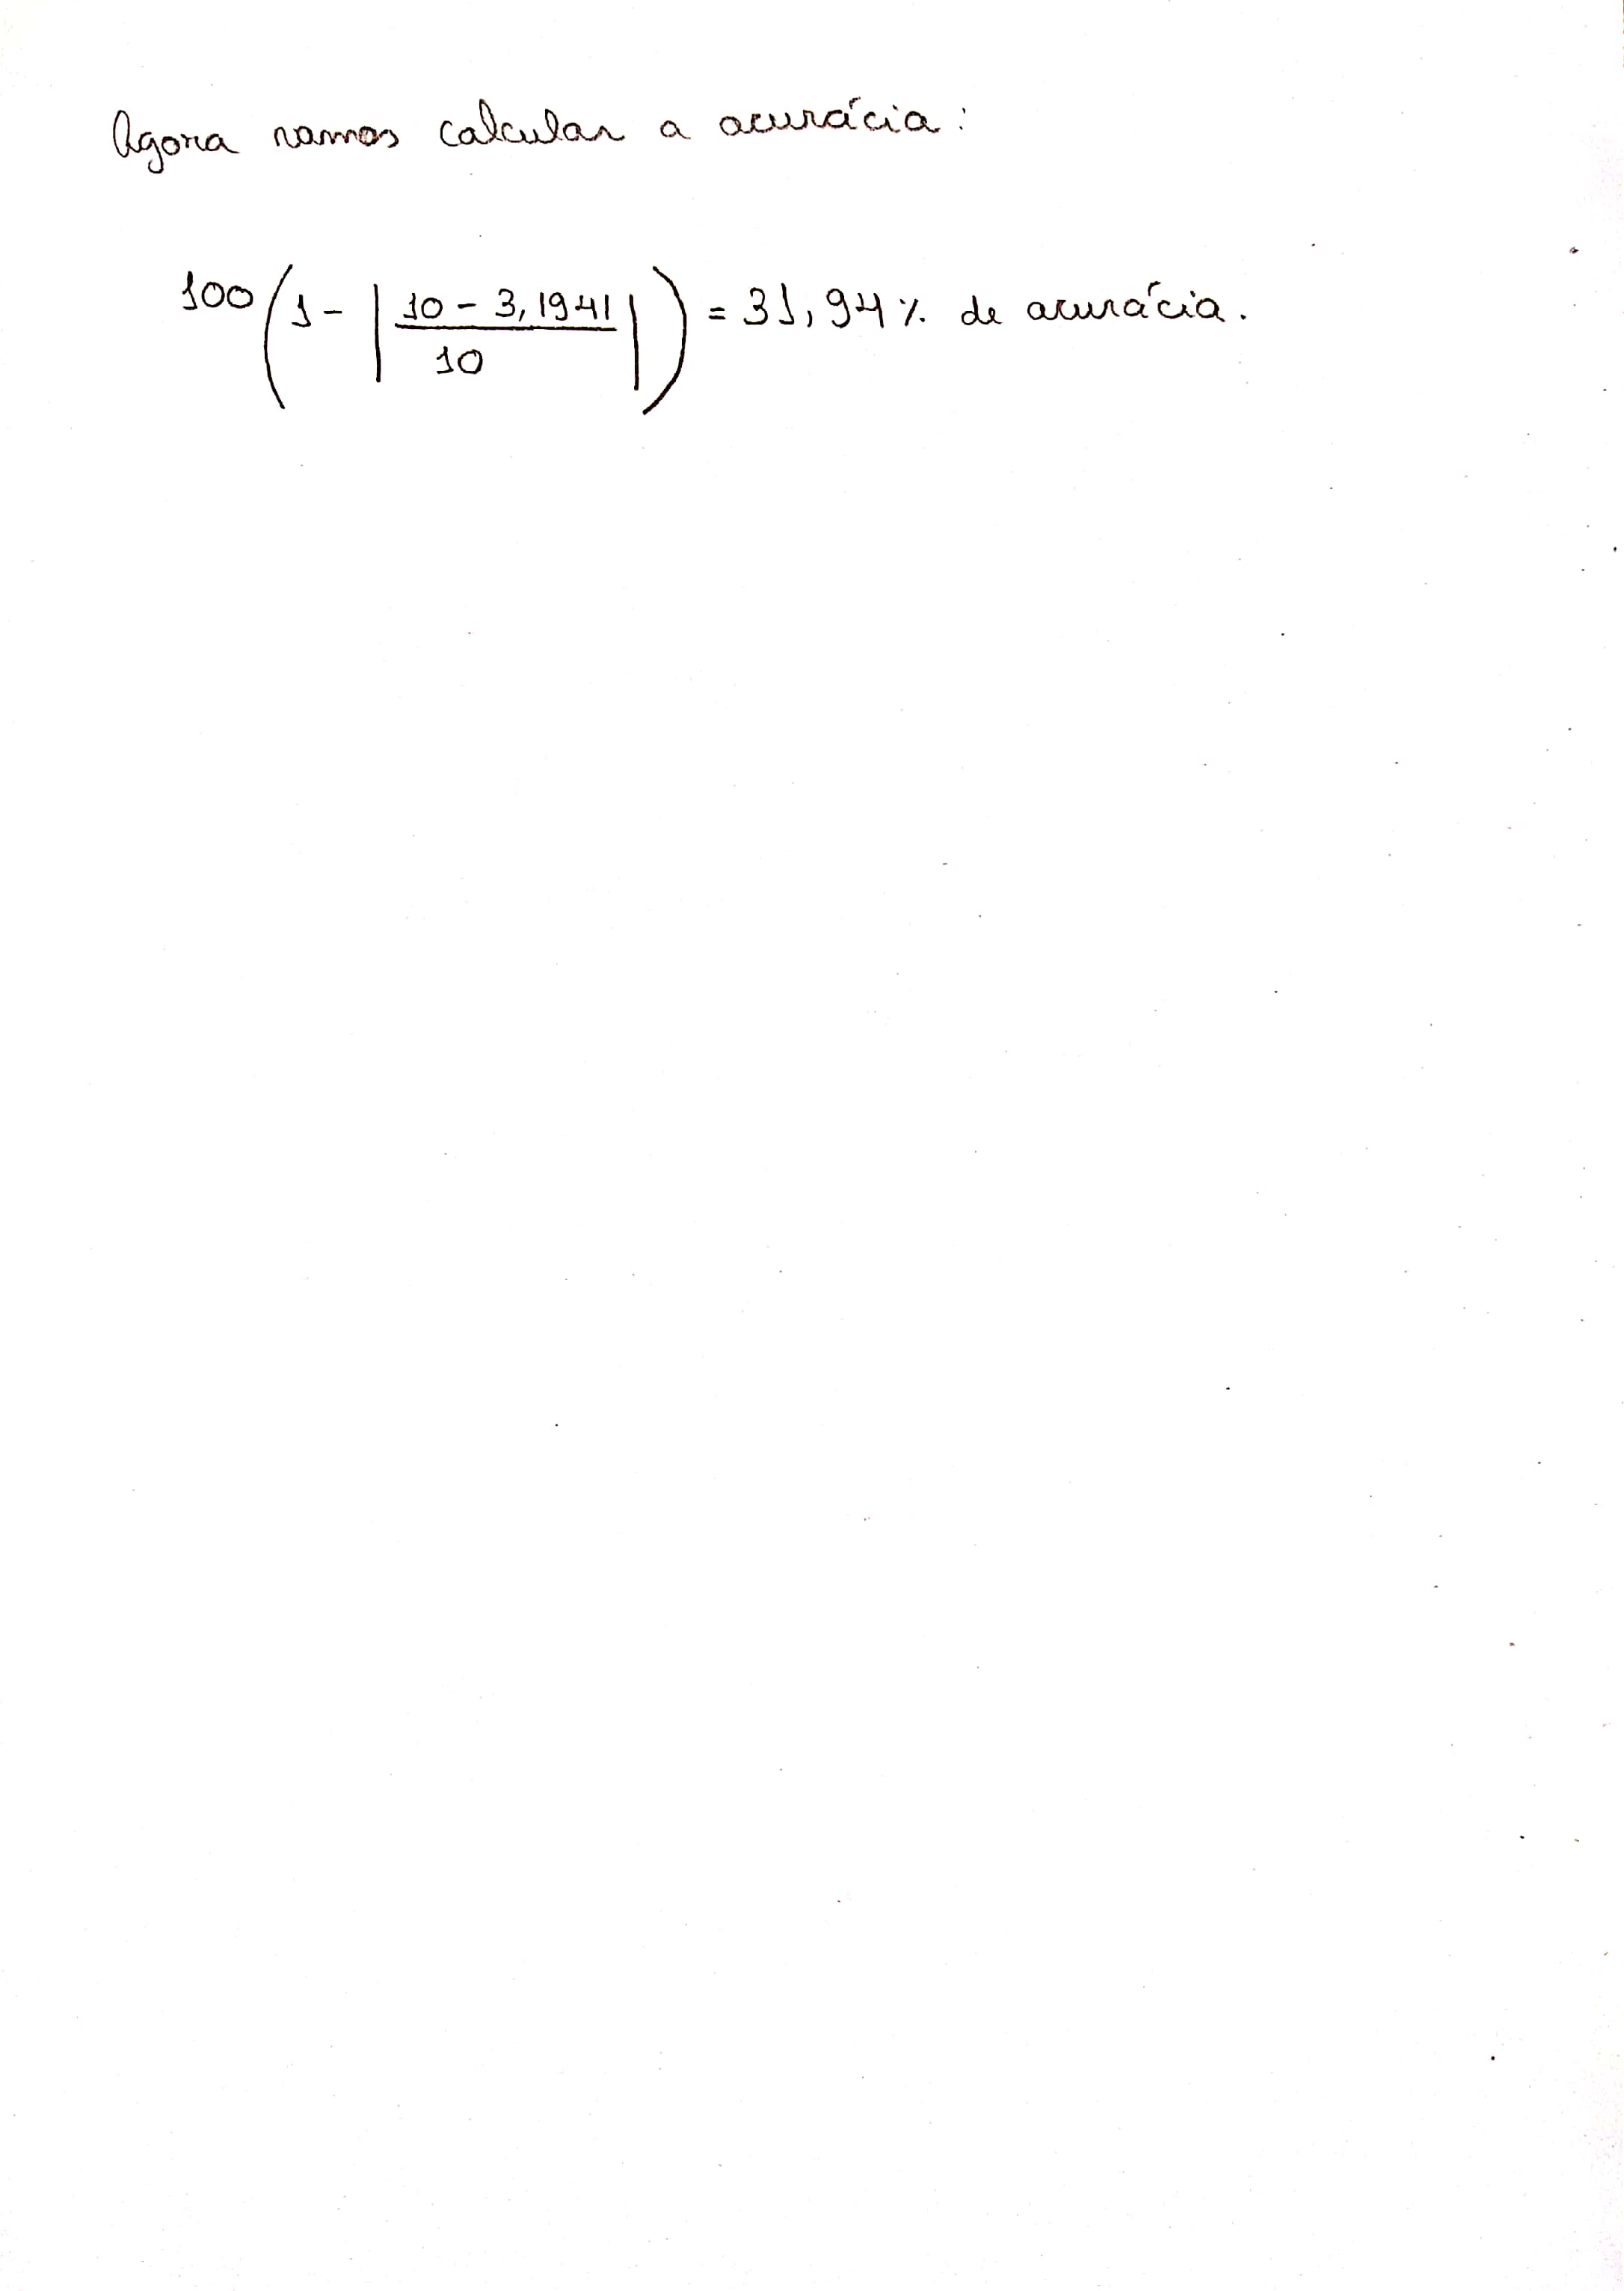 Agora vamos calcular a acurácia:
100(1-|10-3,1941/10|) = 31,94% de acurácia.